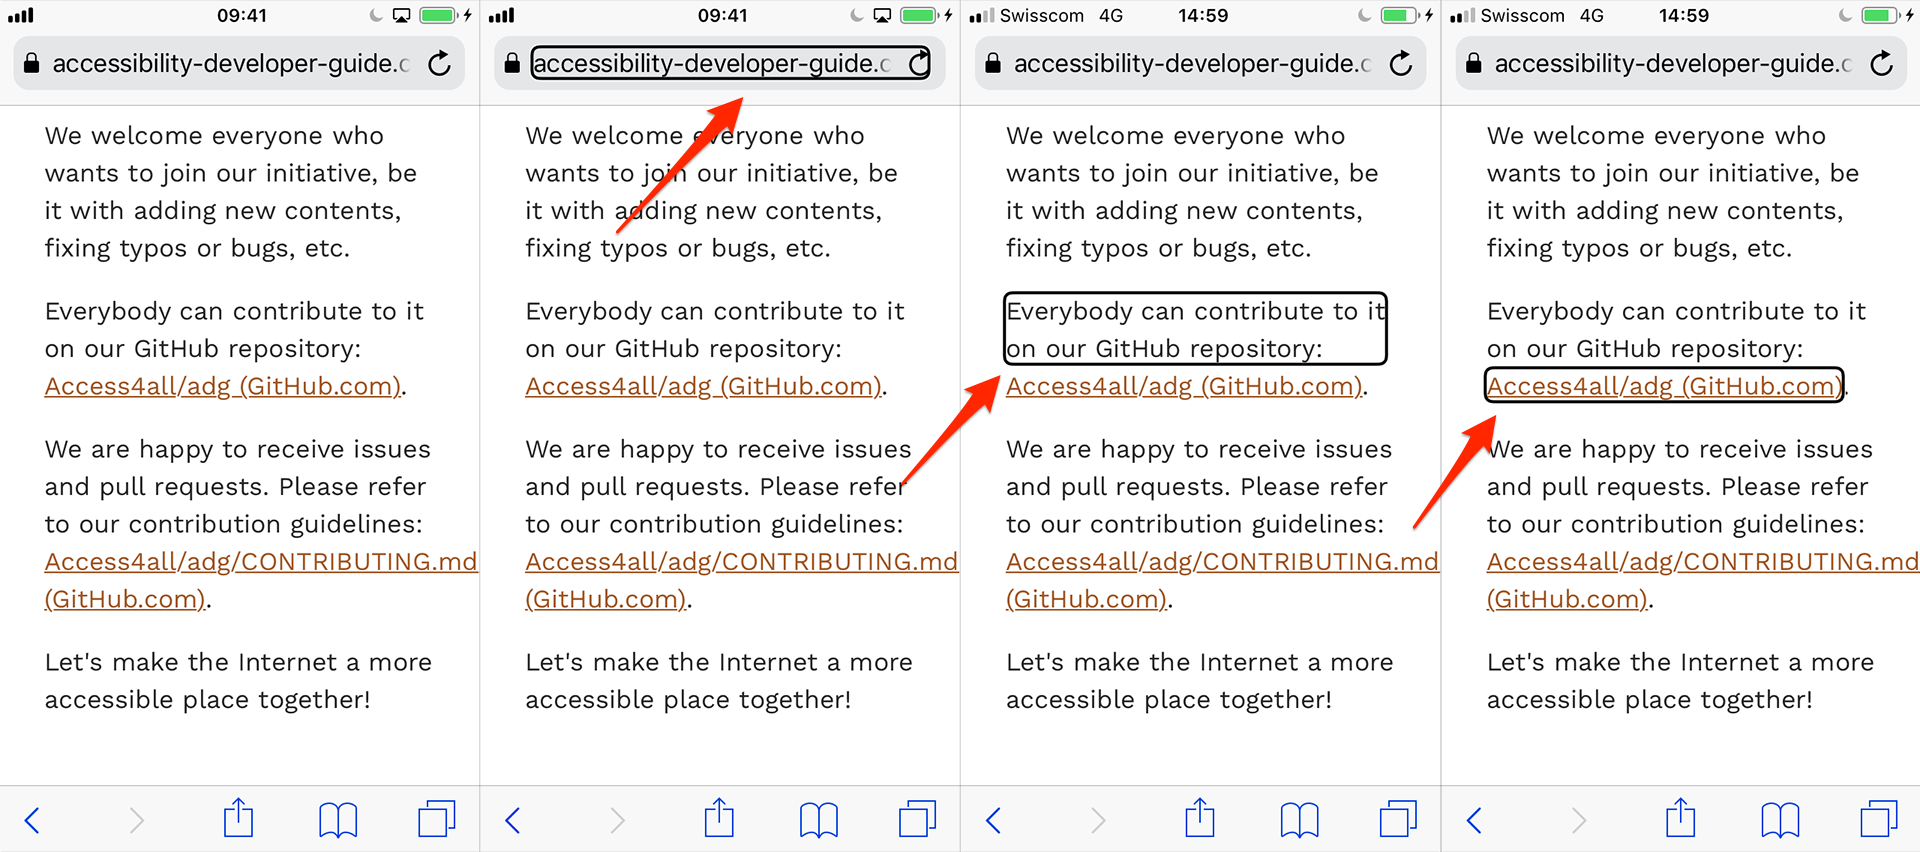 09:41
accessibility-developer-guide.c
We welcome everyone who
wants to join our initiative, be
it with adding new contents,
fixing typos or bugs, etc.
Everybody can contribute to it
on our GitHub repository:
Access4all/adg (GitHub.com).
We are happy to receive issues
and pull requests. Please refer
to our contribution guidelines:
Access4all/adg/CONTRIBUTING.md
(GitHub.com).
Let's make the Internet a more
accessible place together!
09:41
accessibility-developer-guide.c
We welcome everyone who
wants to join our initiative, be
it with adding new contents,
fixing typos or bugs, etc.
Everybody can contribute to it
on our GitHub repository:
Access4all/adg (GitHub.com).
We are happy to receive issues
and pull requests. Please refer
to our contribution guidelines:
Access4all/adg/CONTRIBUTING.md
(GitHub.com).
Let's make the Internet a more
accessible place together!
Swisscom 4G 14:59
accessibility-developer-guide.c
We welcome everyone who
wants to join our initiative, be
it with adding new contents,
fixing typos or bugs, etc.
Everybody can contribute to it
on our GitHub repository:
Access4all/adg (GitHub.com).
We are happy to receive issues
and pull requests. Please refer
to our contribution guidelines:
Access4all/adg/CONTRIBUTING.md
(GitHub.com).
Let's make the Internet a more
accessible place together!
Swisscom 4G 14:59
accessibility-developer-guide.c
We welcome everyone who
wants to join our initiative, be
it with adding new contents,
fixing typos or bugs, etc.
Everybody can contribute to it
on our GitHub repository:
Access4all/adg (GitHub.com).
We are happy to receive issues
and pull requests. Please refer
to our contribution guidelines:
Access4all/adg/CONTRIBUTING.md
(GitHub.com).
Let's make the Internet a more
accessible place together!